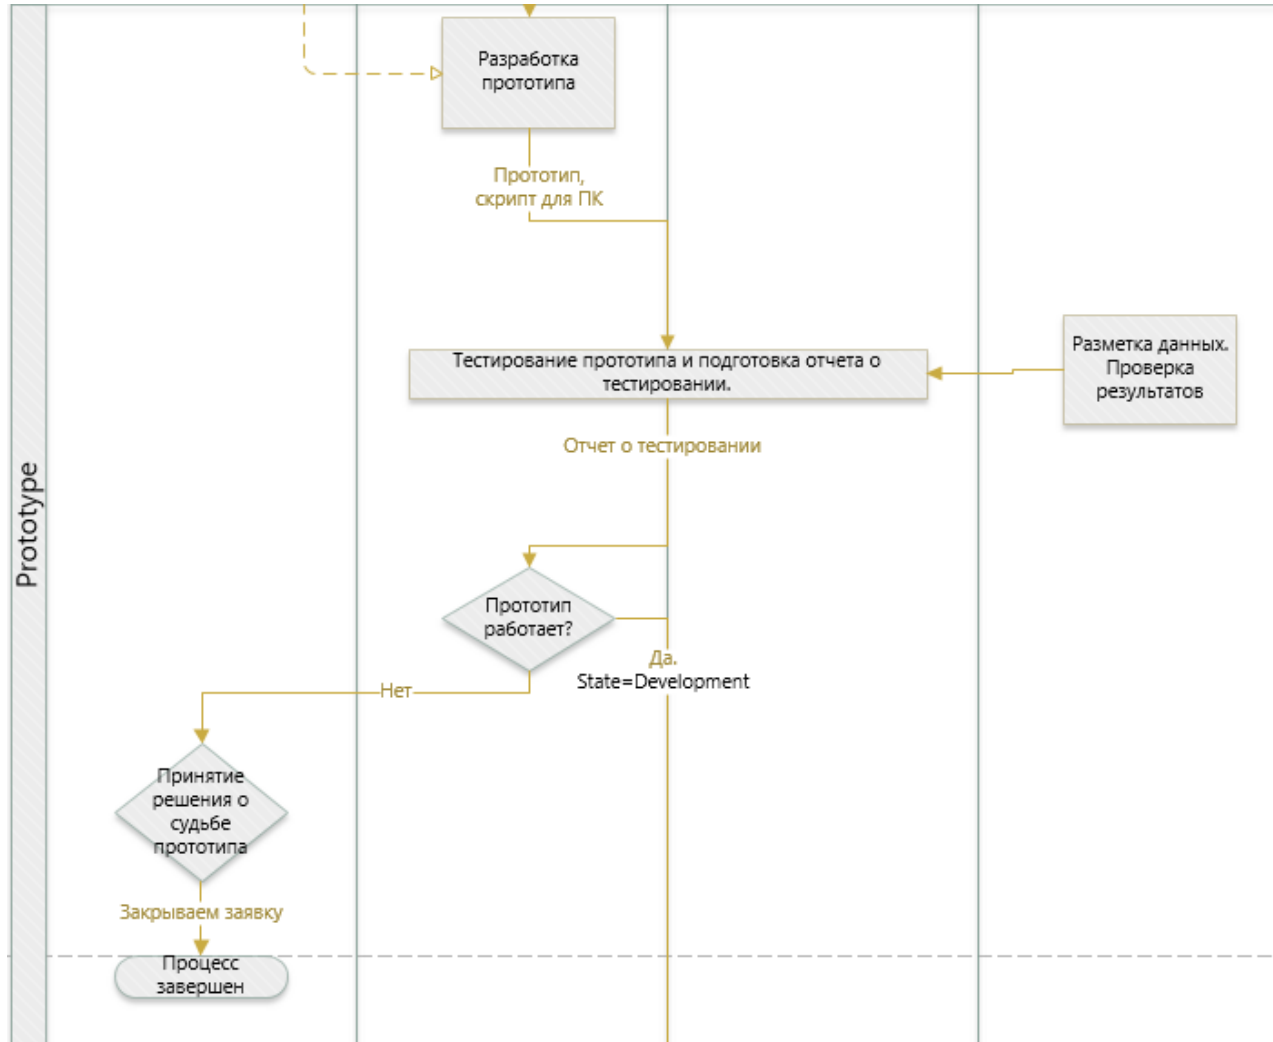 Prototype
Разработка
прототипа
Прототип,
скрипт для ПК
Тестирование прототипа и подготовка отчета о
тестировании.
Разметка данных.
Проверка
результатов
Отчет о тестировании
Прототип
работает?
Да.
State=Development
Нет
Принятие
решения о
судьбе
прототипа
Закрываем заявку
Процесс
завершен